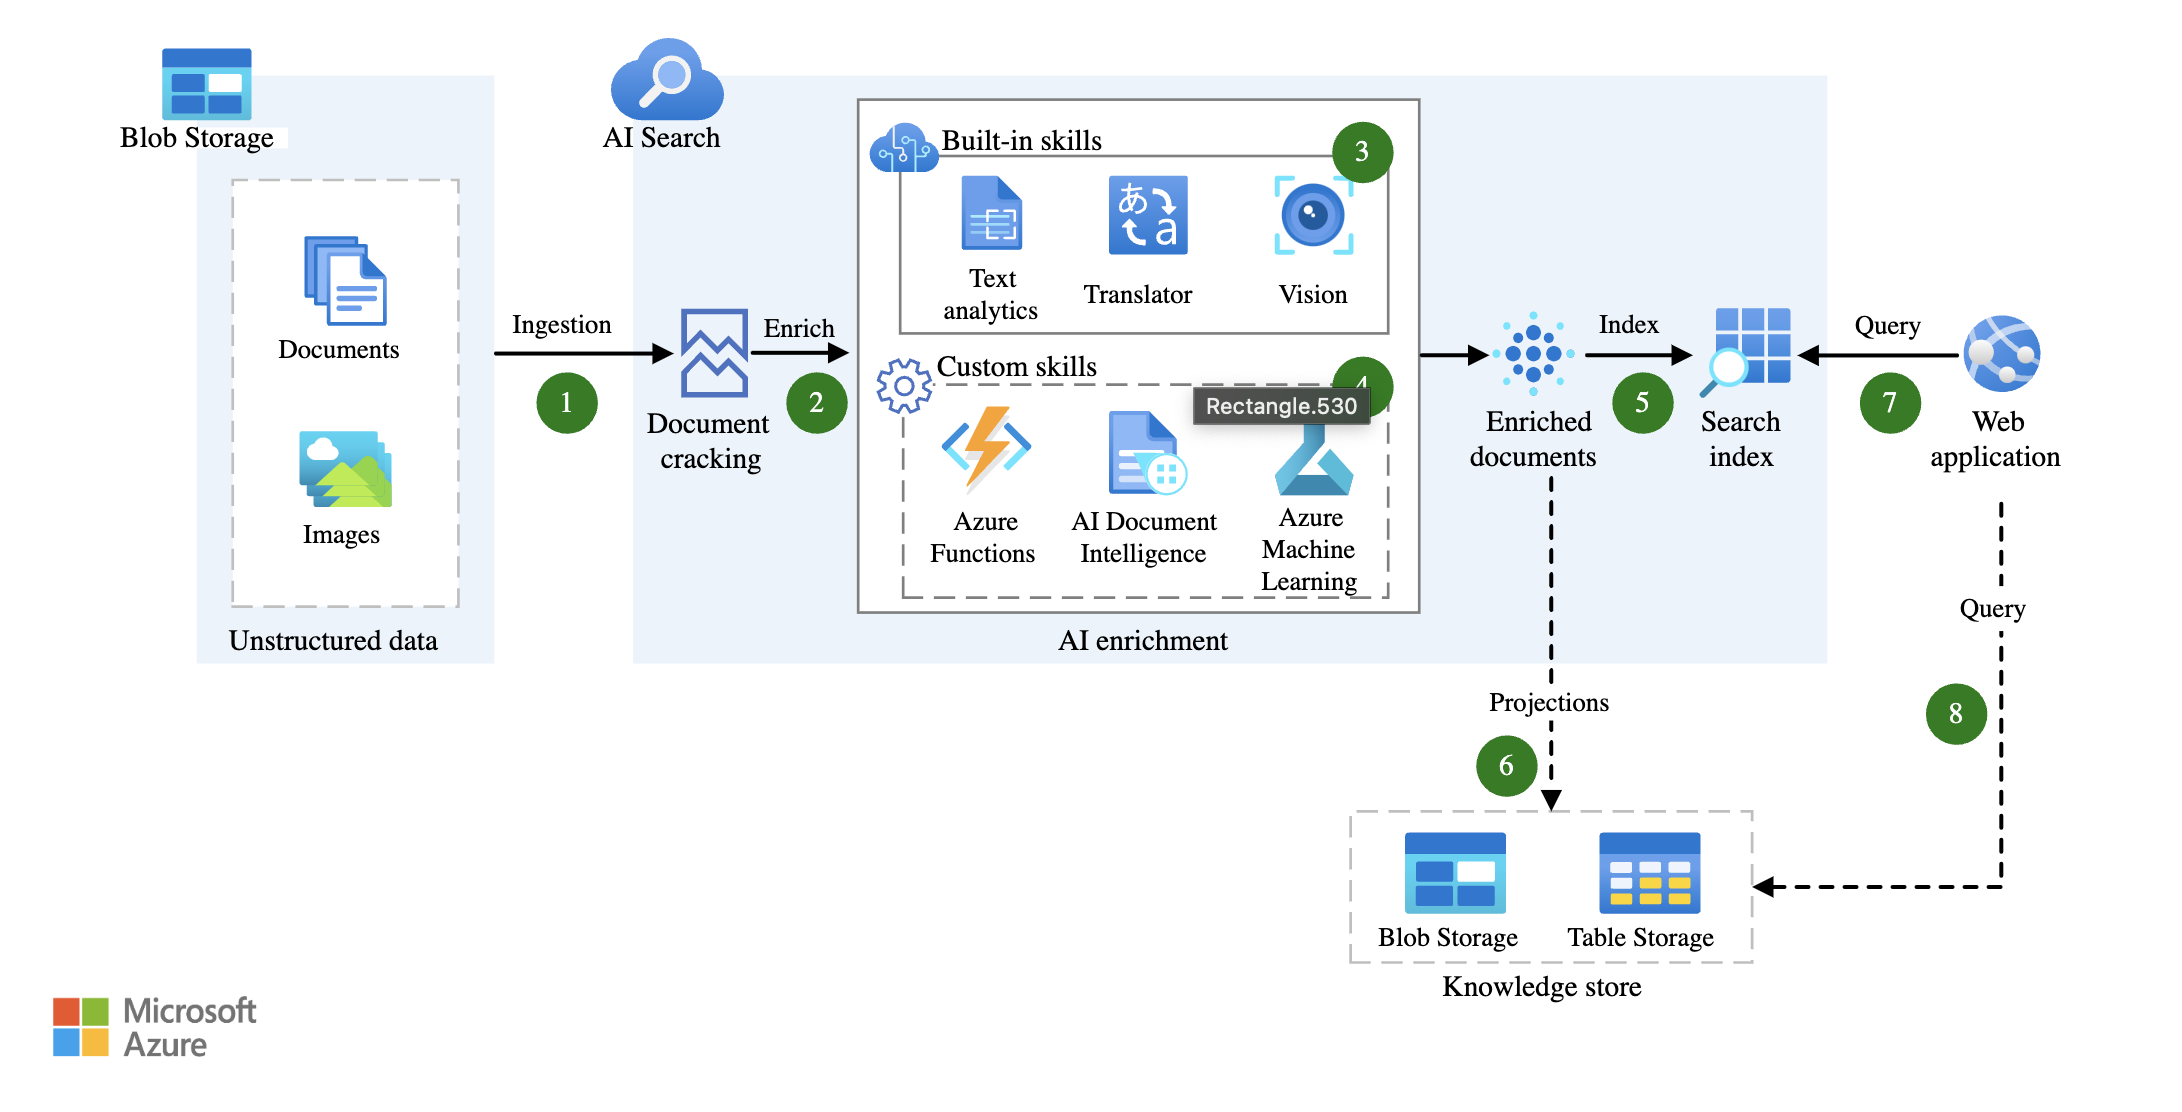 Blob Storage
Documents
Images
Unstructured data
Ingestion
1
AI Search
Document
cracking
Enrich
2
Built-in skills
3
Text
analytics
Translator
Vision
Custom skills
4
Rectangle.530
Azure
Functions
AI Document
Intelligence
Azure
Machine
Learning
AI enrichment
Enriched
documents
Index
5
Search
index
Query
7
Web
application
Projections
6
Query
8
Blob Storage
Table Storage
Knowledge store
Microsoft
Azure